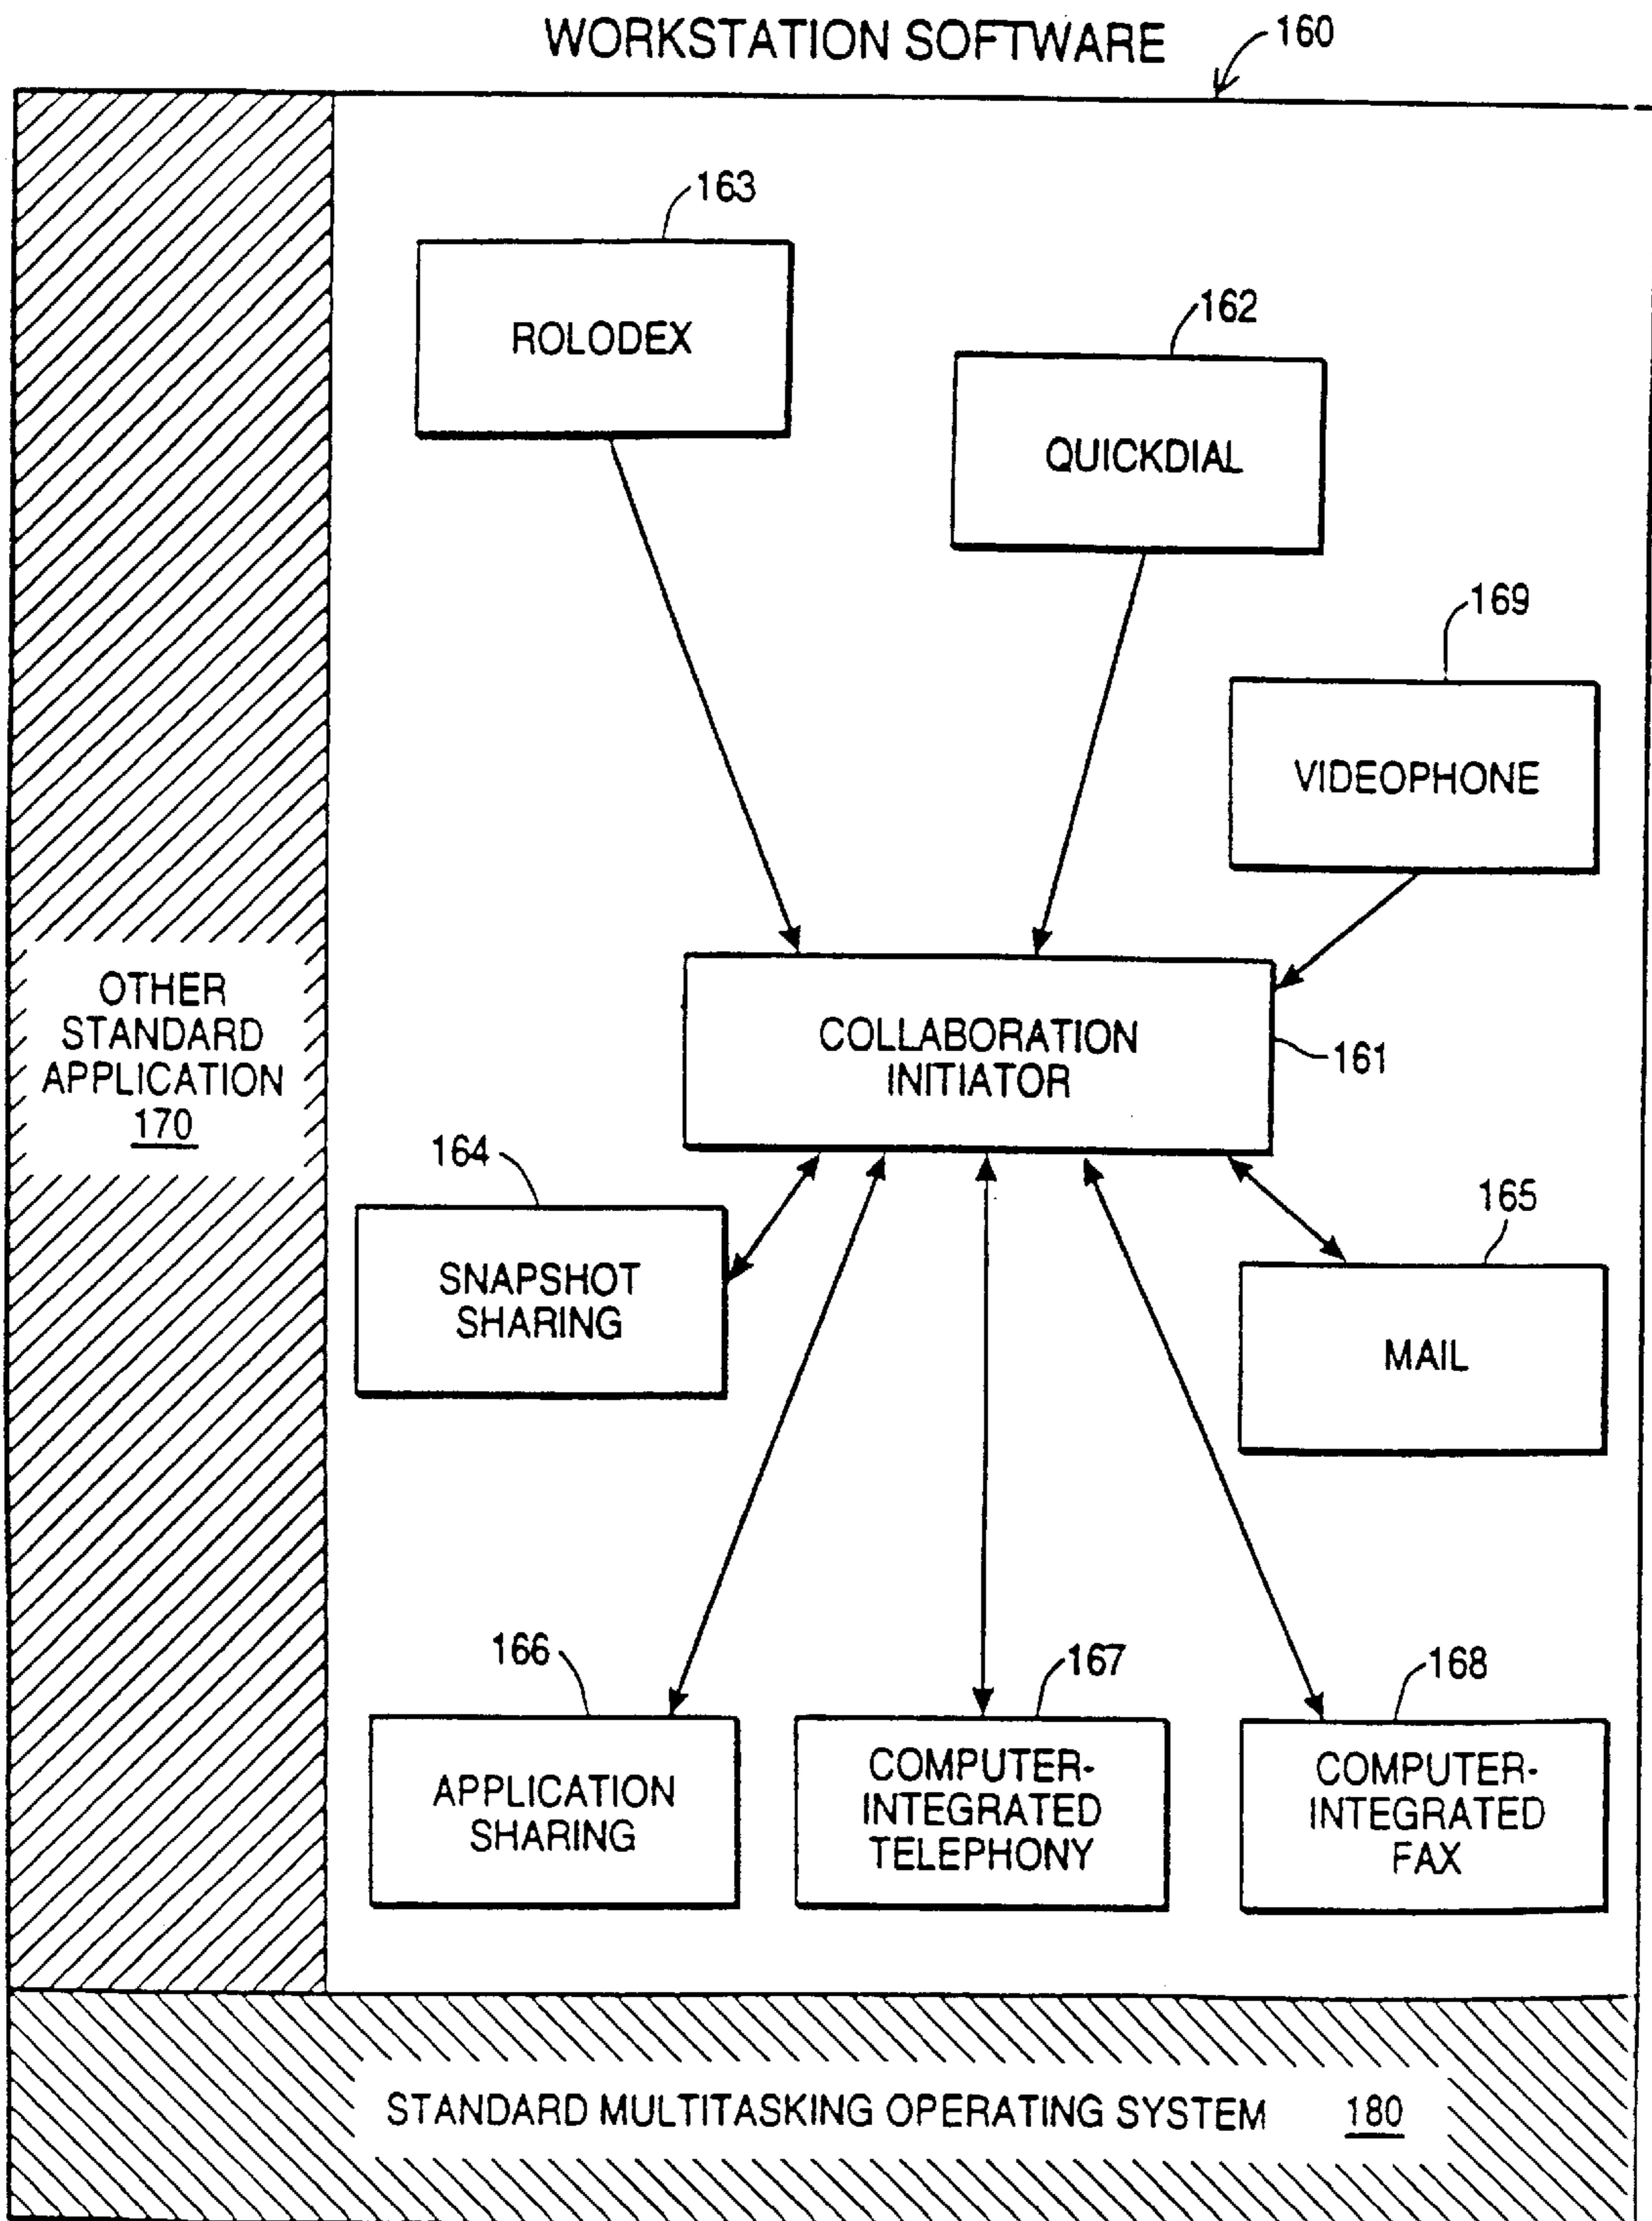 WORKSTATION SOFTWARE
160
163
ROLODEX
162
QUICKDIAL
169
VIDEOPHONE
COLLABORATION
INITIATOR
161
OTHER
STANDARD
APPLICATION
170
164
SNAPSHOT
SHARING
165
MAIL
166
APPLICATION
SHARING
167
COMPUTER-
INTEGRATED
TELEPHONY
168
COMPUTER-
INTEGRATED
FAX
STANDARD MULTITASKING OPERATING SYSTEM 180